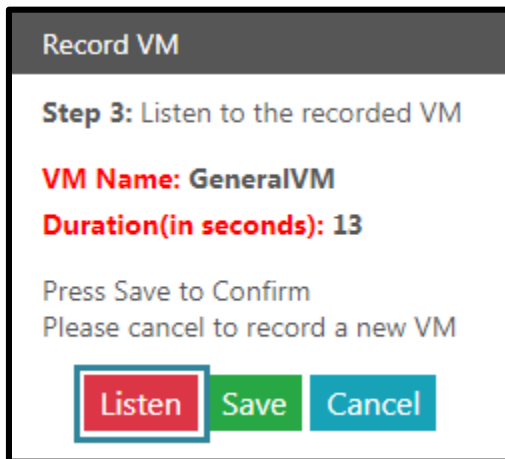 Record VM
Step 3: Listen to the recorded VM
VM Name: GeneralVM
Duration(in seconds): 13
Press Save to Confirm
Please cancel to record a new VM
Listen Save Cancel